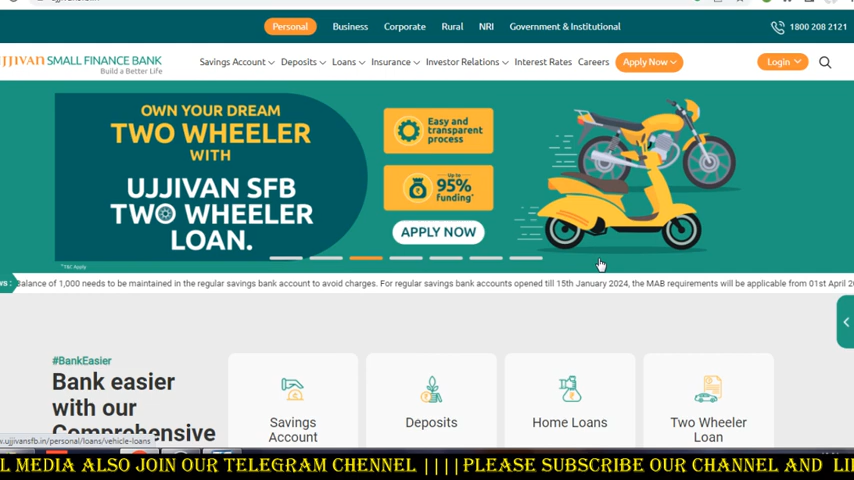 Personal Business Corporate Rural NRI Government & Institutional 1800 208 2121
UJJIVAN SMALL FINANCE BANK
Build a Better Life
Savings Account Deposits Loans Insurance Investor Relations Interest Rates Careers Apply Now Login
OWN YOUR DREAM
TWO WHEELER
WITH
UJJIVAN SFB
TWO WHEELER
LOAN.
Easy and
transparent
process
Up to
95%
funding*
APPLY NOW
*T&C Apply
ws : Balance of 1,000 needs to be maintained in the regular savings bank account to avoid charges. For regular savings bank accounts opened till 15th January 2024, the MAB requirements will be applicable from 01st April 20
#BankEasier
Bank easier
with our
Comprehensive
Savings
Account
Deposits
Home Loans
Two Wheeler
Loan
w.ujjivansfb.in/personal/loans/vehicle-loans
L MEDIA ALSO JOIN OUR TELEGRAM CHENNEL ||||PLEASE SUBSCRIBE OUR CHANNEL AND LI